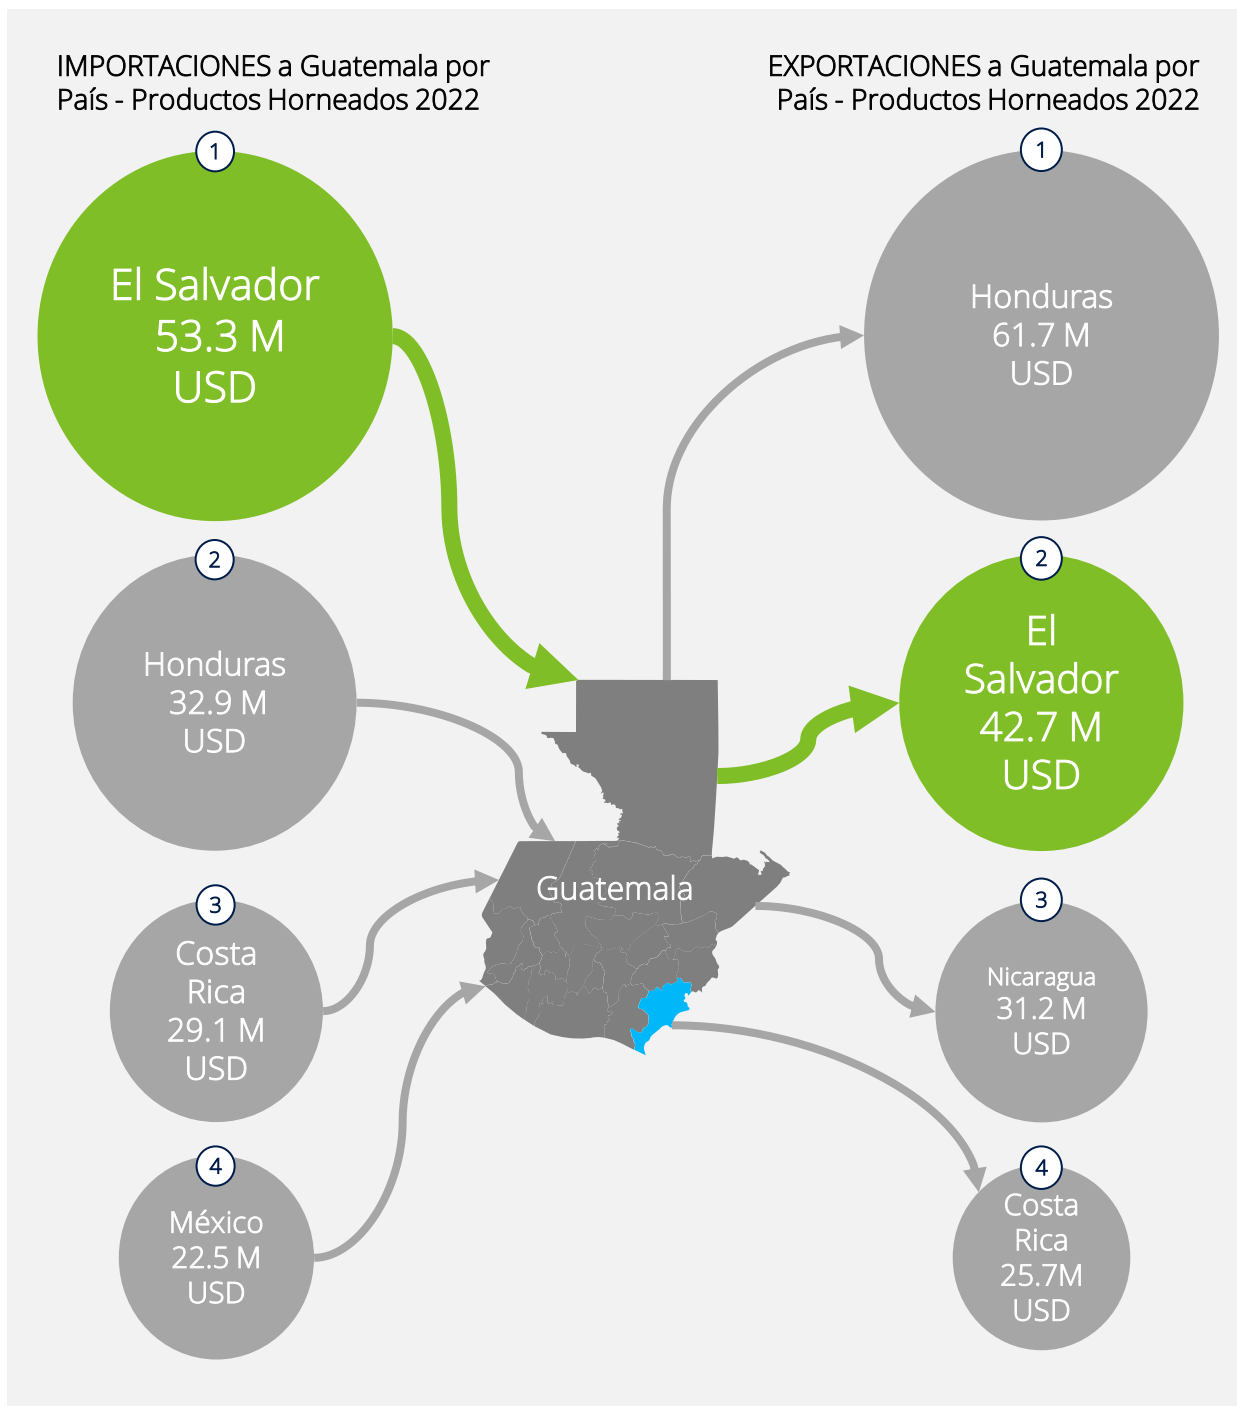 IMPORTACIONES a Guatemala por
País - Productos Horneados 2022
1
El Salvador
53.3 M
USD
2
Honduras
32.9 M
USD
3
Costa
Rica
29.1 M
USD
4
México
22.5 M
USD
Guatemala
EXPORTACIONES a Guatemala por
País - Productos Horneados 2022
1
Honduras
61.7 M
USD
2
El
Salvador
42.7 M
USD
3
Nicaragua
31.2 M
USD
4
Costa
Rica
25.7M
USD